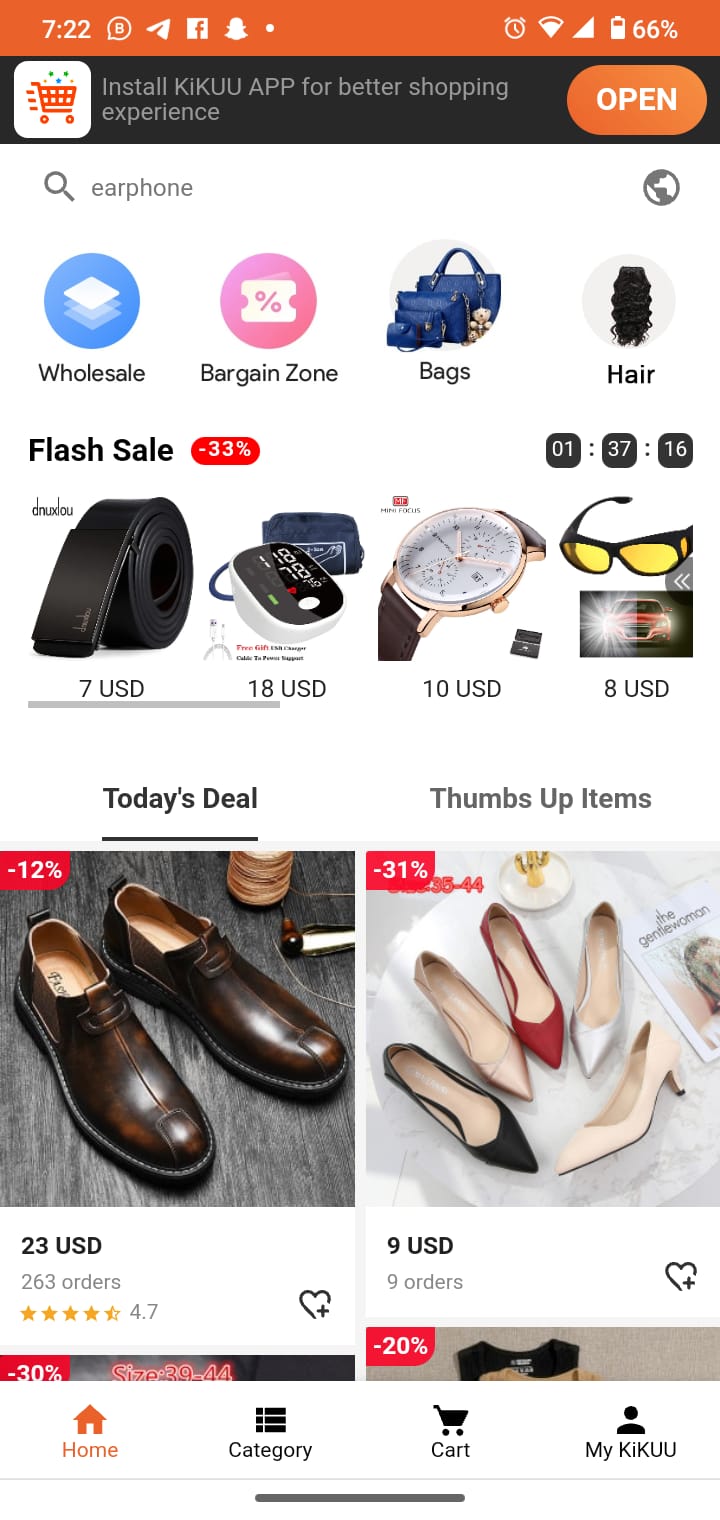 7:22
66%
Install KiKUU APP for better shopping
experience
OPEN
earphone
Wholesale
Bargain Zone
Bags
Hair
Flash Sale
-33%
01 : 37 : 16
dnuxlou
dnuxlou
Free Gift USB Charger
Cable To Power Support
MF
MINI FOCUS
7 USD
18 USD
10 USD
8 USD
Today's Deal
Thumbs Up Items
-12%
-31%
:35-44
the
gentlewoman
23 USD
263 orders
4.7
9 USD
9 orders
-30%
Size:39-44
-20%
Home
Category
Cart
My KiKUU